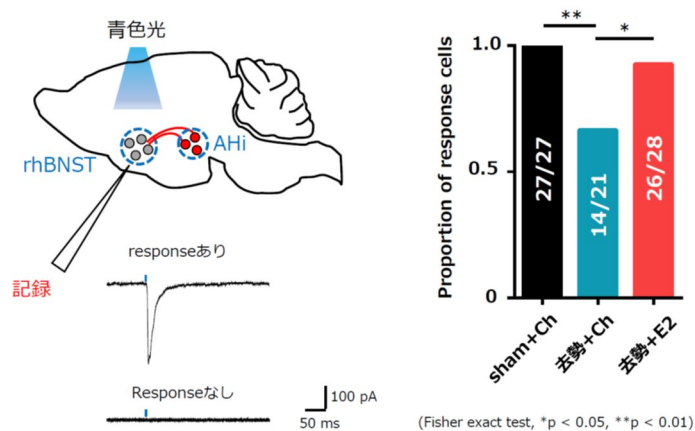 青色光
rhBNST
AHi
記録
responseあり
Responseなし
100 pA
50 ms
Proportion of response cells
1.0
0.5
0
**
*
27/27
14/21
26/28
sham+Ch
去勢+Ch
去勢+E2
(Fisher exact test, *p < 0.05, **p < 0.01)